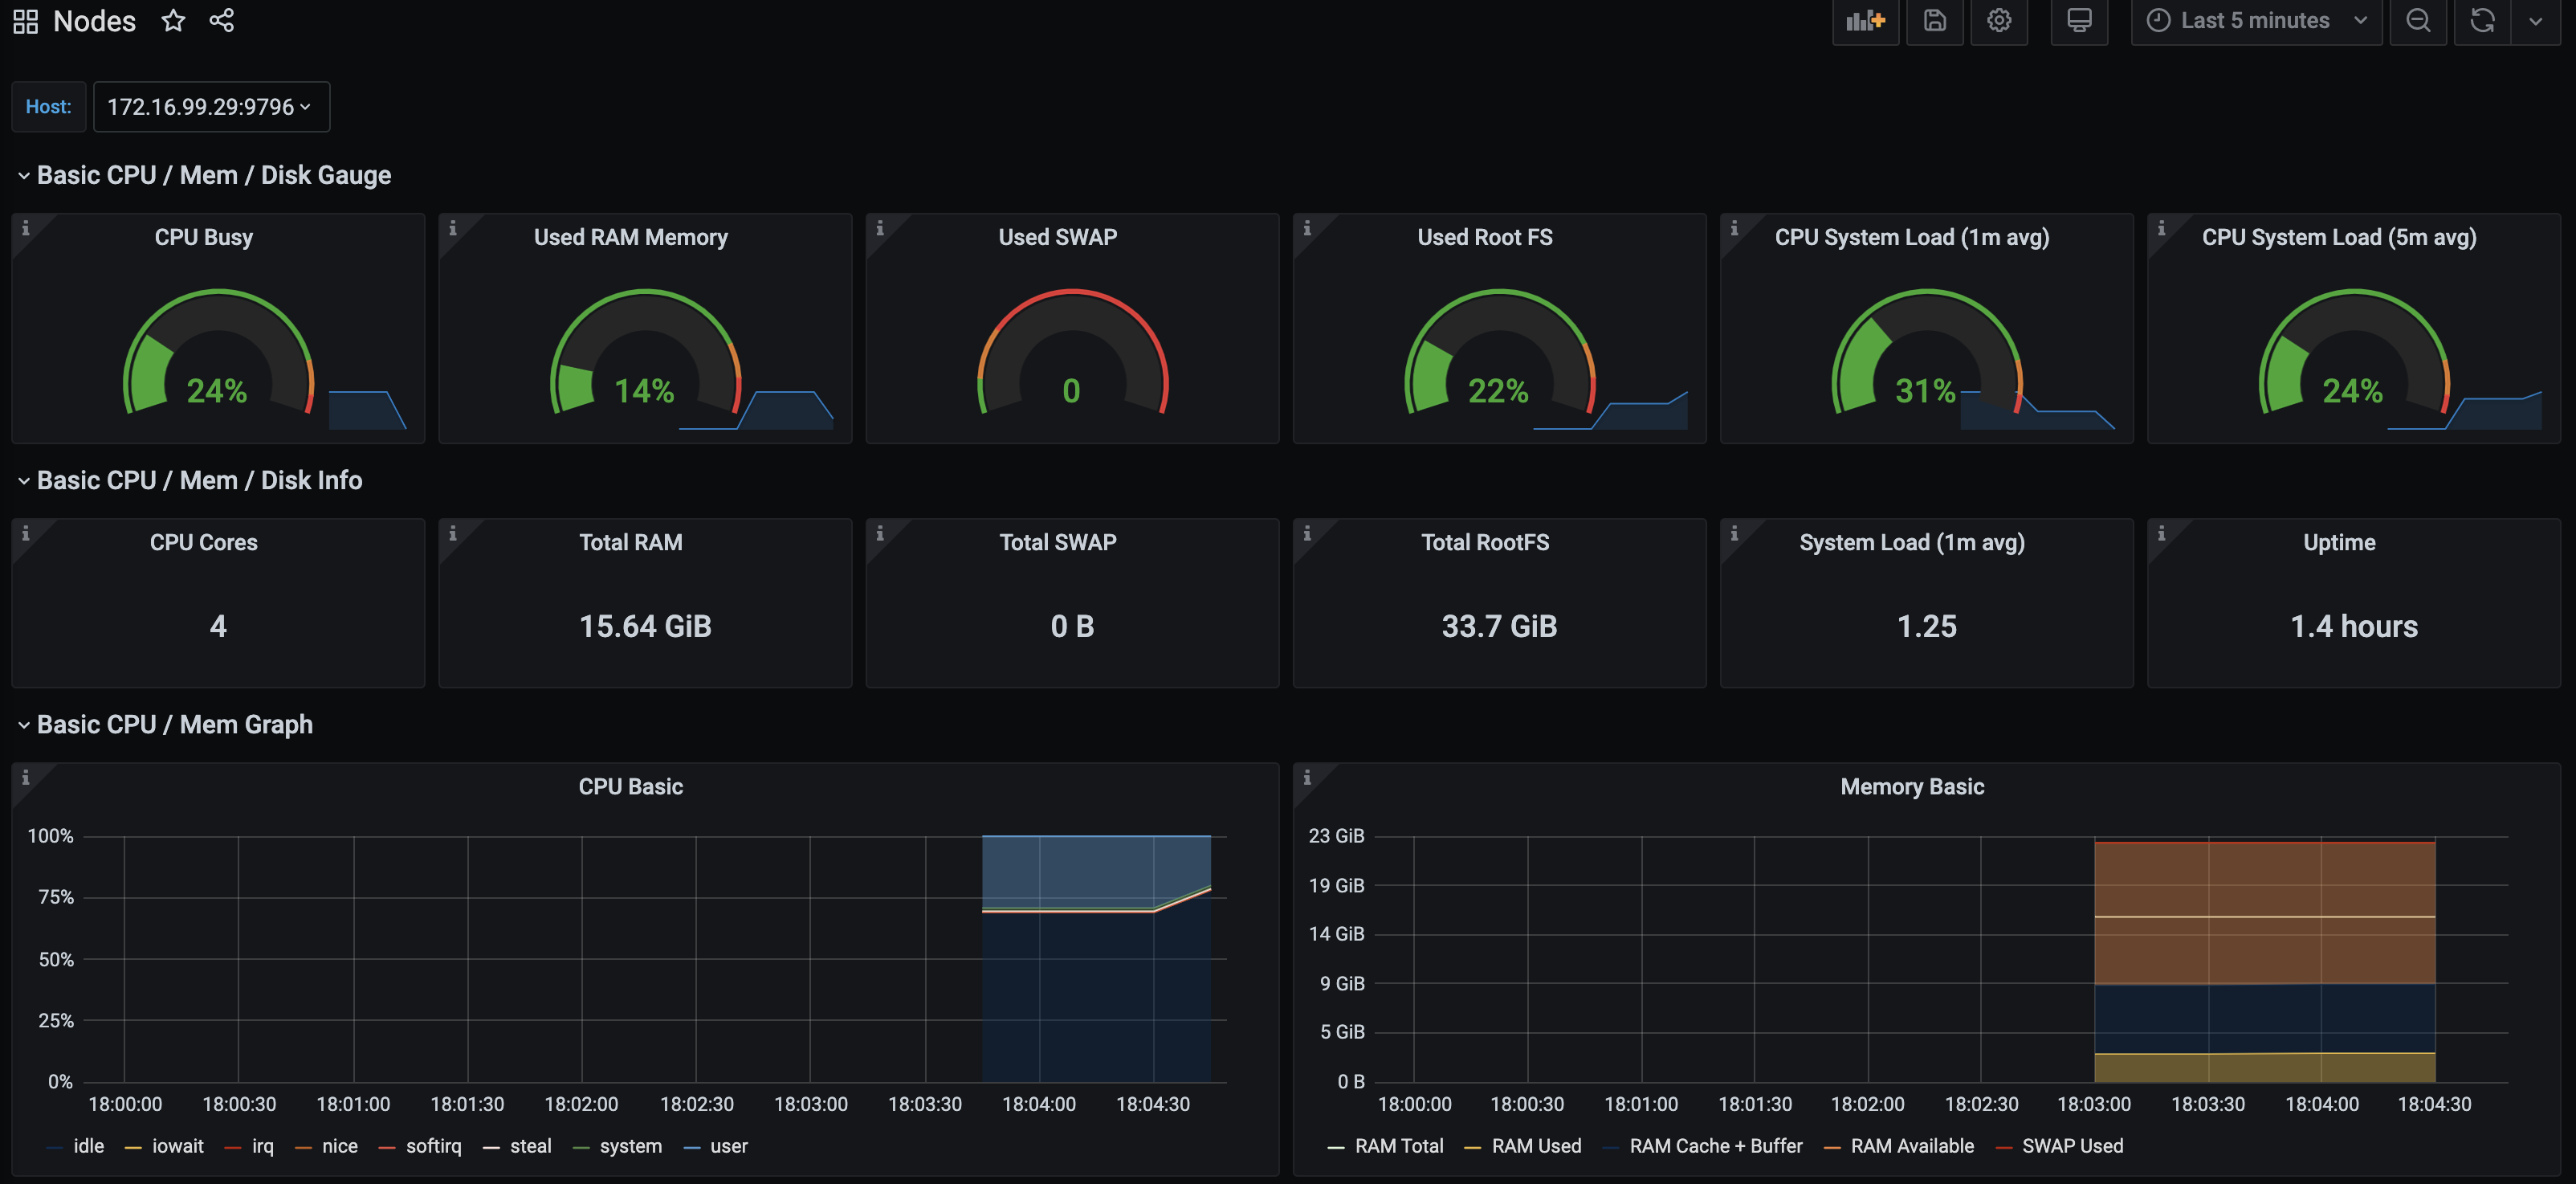 Nodes
Last 5 minutes
Host: 172.16.99.29:9796
Basic CPU / Mem / Disk Gauge
CPU Busy
Used RAM Memory
Used SWAP
Used Root FS
CPU System Load (1m avg)
CPU System Load (5m avg)
24%
14%
0
22%
31%
24%
Basic CPU / Mem / Disk Info
CPU Cores
Total RAM
Total SWAP
Total RootFS
System Load (1m avg)
Uptime
4
15.64 GiB
0 B
33.7 GiB
1.25
1.4 hours
Basic CPU / Mem Graph
CPU Basic
100%
75%
50%
25%
0%
18:00:00 18:00:30 18:01:00 18:01:30 18:02:00 18:02:30 18:03:00 18:03:30 18:04:00 18:04:30
idle iowait irq nice softirq steal system user
Memory Basic
23 GiB
19 GiB
14 GiB
9 GiB
5 GiB
0 B
18:00:00 18:00:30 18:01:00 18:01:30 18:02:00 18:02:30 18:03:00 18:03:30 18:04:00 18:04:30
RAM Total RAM Used RAM Cache + Buffer RAM Available SWAP Used